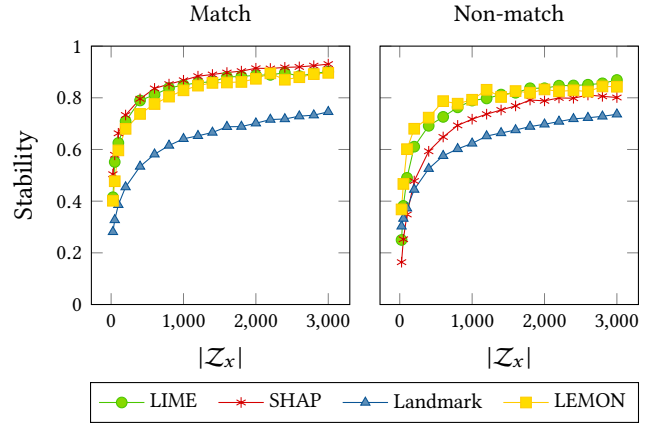 Match Non-match
Stability
1
0.8
0.6
0.4
0.2
0
0 1,000 2,000 3,000 0 1,000 2,000 3,000
|𝒵ₓ| |𝒵ₓ|
LIME SHAP Landmark LEMON